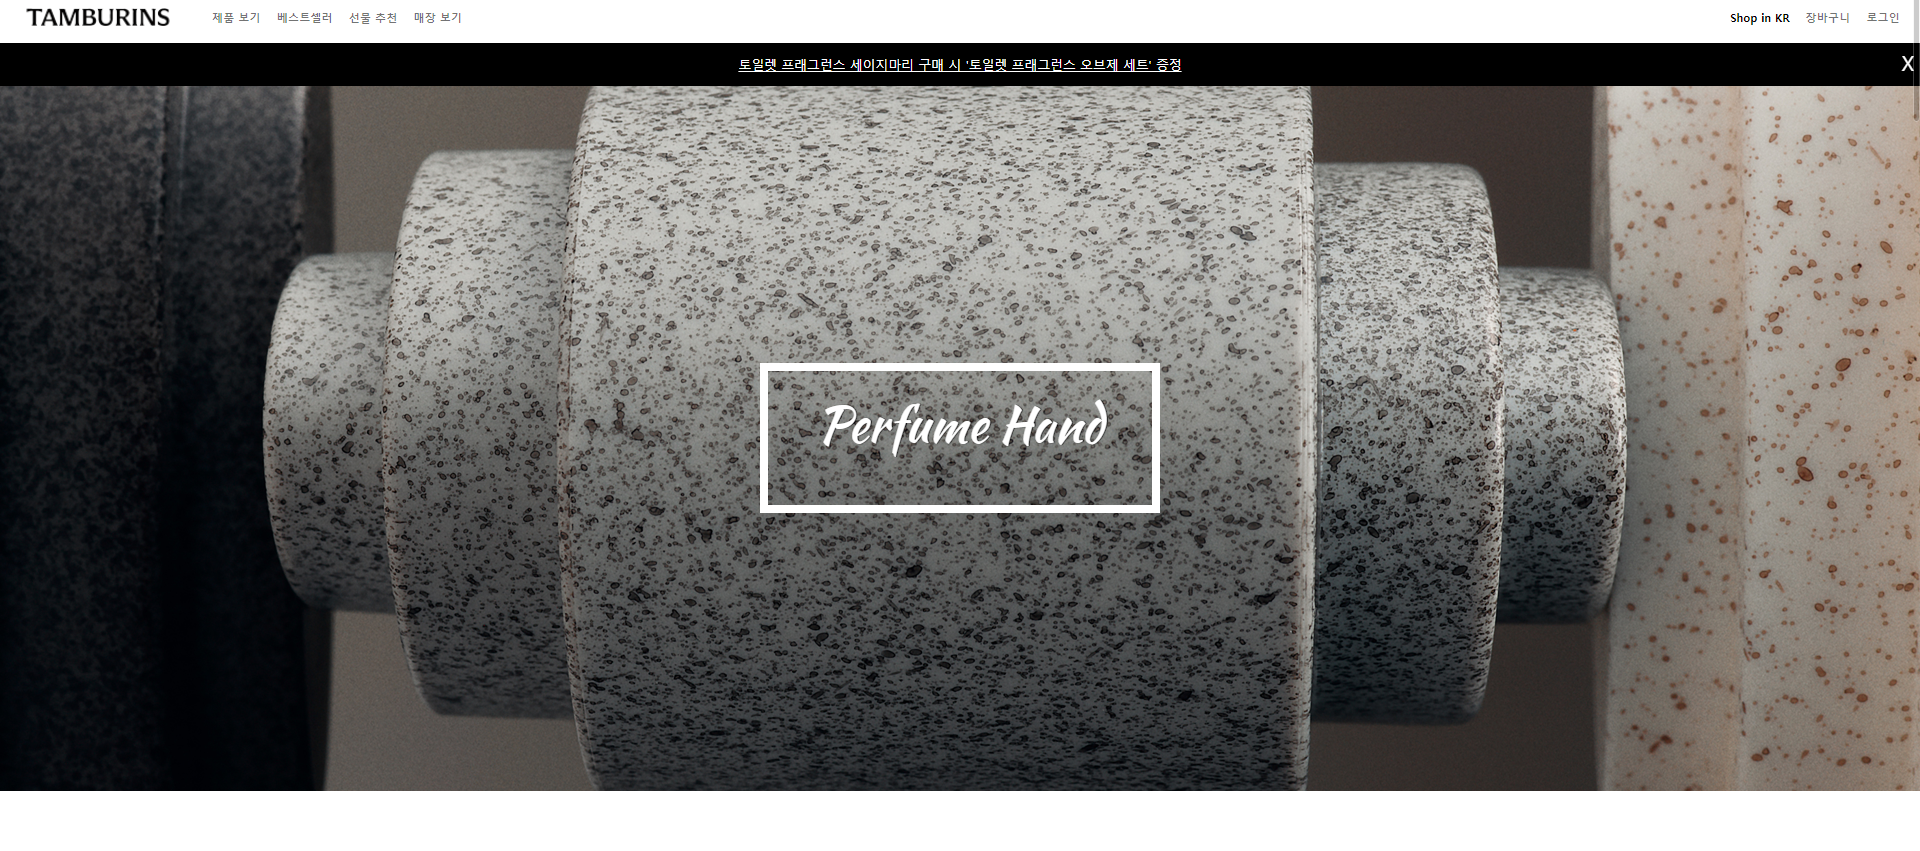 TAMBURINS
제품 보기 베스트셀러 선물 추천 매장 보기
Shop in KR 장바구니 로그인
토일렛 프래그런스 세이지마리 구매 시 '토일렛 프래그런스 오브제 세트' 증정
X
Perfume Hand